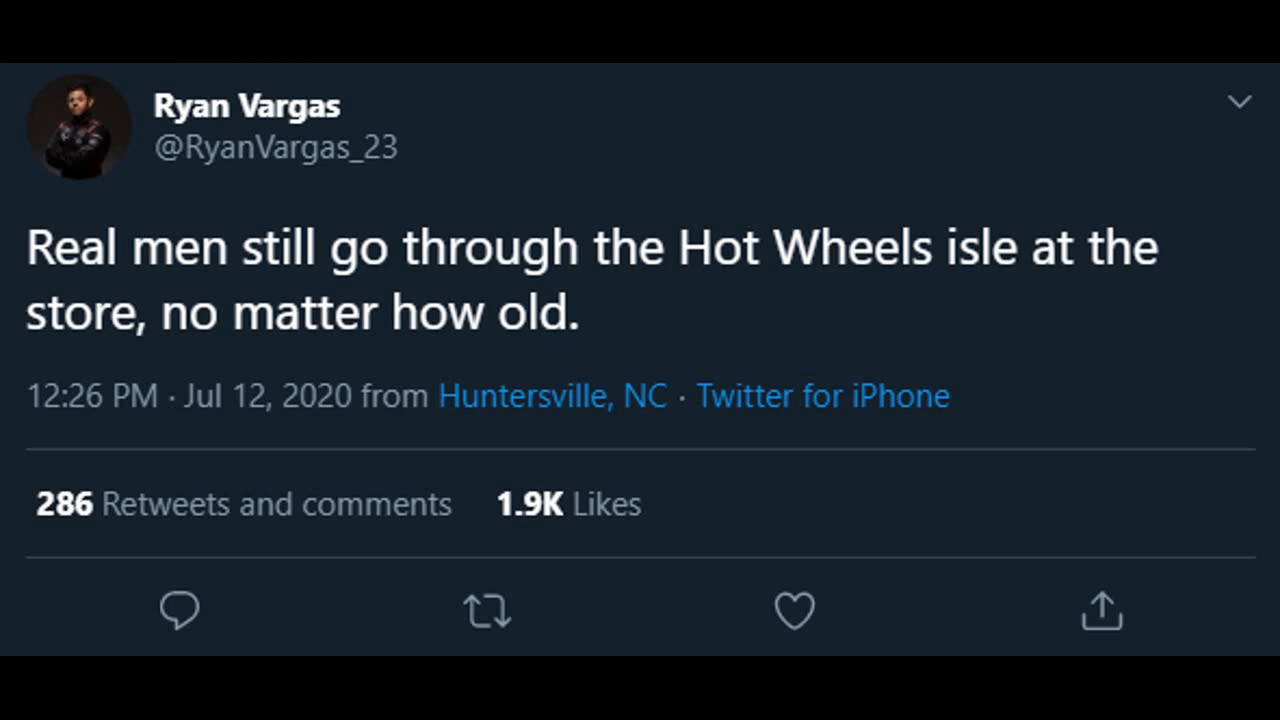 Ryan Vargas
@RyanVargas_23
Real men still go through the Hot Wheels isle at the
store, no matter how old.
12:26 PM · Jul 12, 2020 from Huntersville, NC · Twitter for iPhone
286 Retweets and comments 1.9K Likes